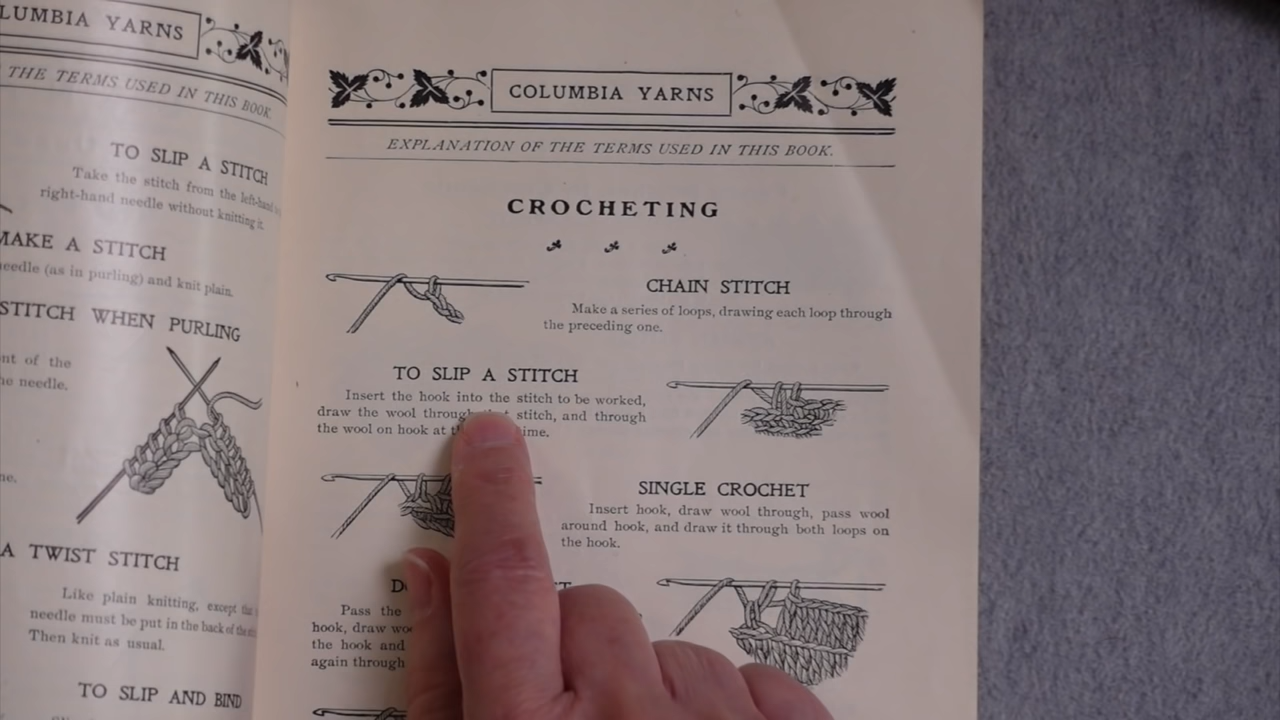 LUMBIA YARNS
THE TERMS USED IN THIS BOOK.
TO SLIP A STITCH
Take the stitch from the left-hand
right-hand needle without knitting it.
MAKE A STITCH
needle (as in purling) and knit plain.
STITCH WHEN PURLING
nt of the
he needle.
ne.
A TWIST STITCH
Like plain knitting, except
needle must be put in the back of the
Then knit as usual.
TO SLIP AND BIND
COLUMBIA YARNS
EXPLANATION OF THE TERMS USED IN THIS BOOK.
CROCHETING
CHAIN STITCH
Make a series of loops, drawing each loop through
the preceding one.
TO SLIP A STITCH
Insert the hook into the stitch to be worked,
draw the wool through that stitch, and through
the wool on hook at ime.
SINGLE CROCHET
Insert hook, draw wool through, pass wool
around hook, and draw it through both loops on
the hook.
D ET
Pass the
hook, draw wo
the hook and
again through